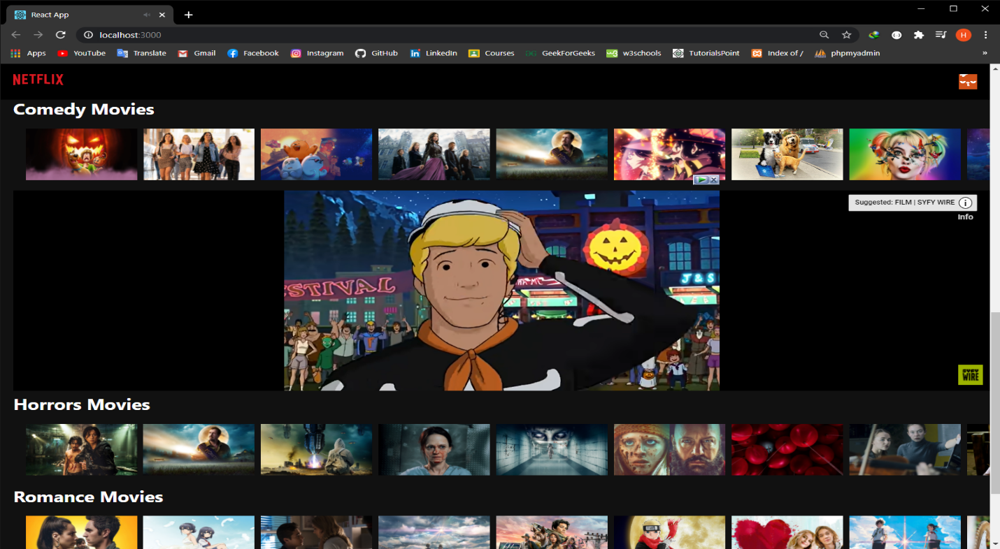 React App
localhost:3000
H
Apps YouTube Translate Gmail Facebook Instagram GitHub LinkedIn Courses GeekForGeeks w3schools TutorialsPoint Index of / phpmyadmin »
NETFLIX
Comedy Movies
Suggested: FILM | SYFY WIRE
Info
STIVAL
J&S
SYFY
WIRE
Horrors Movies
Romance Movies